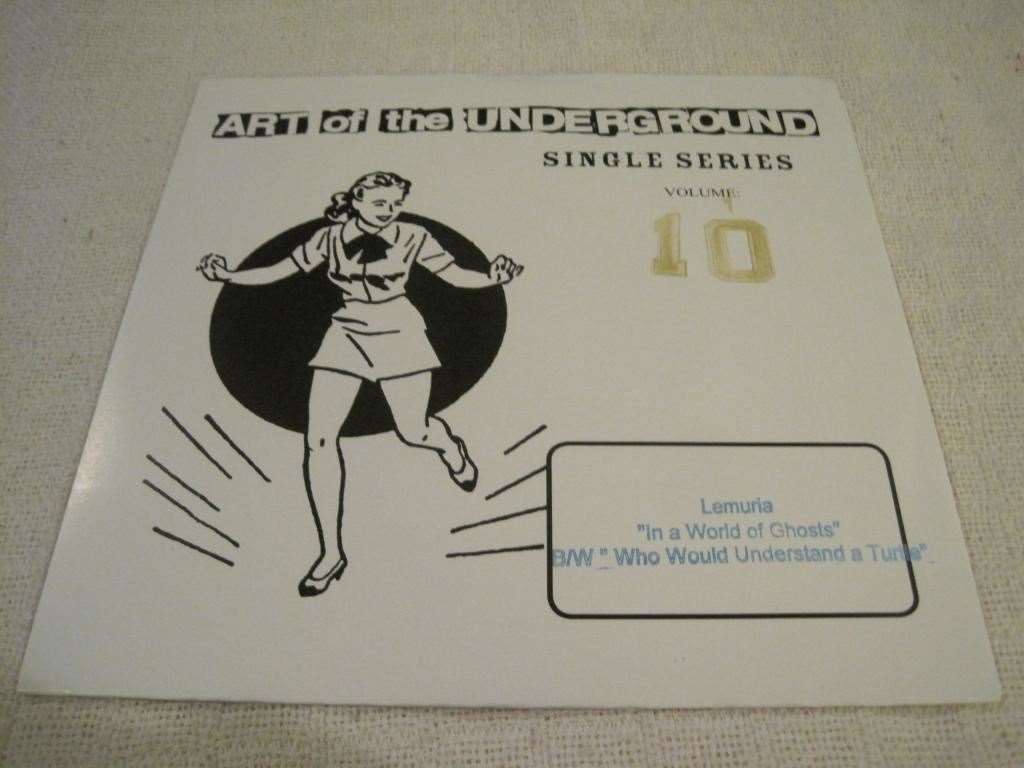 ART of the UNDERGROUND
SINGLE SERIES
VOLUME:
10
Lemuria
"In a World of Ghosts"
B/W " Who Would Understand a Turtle"